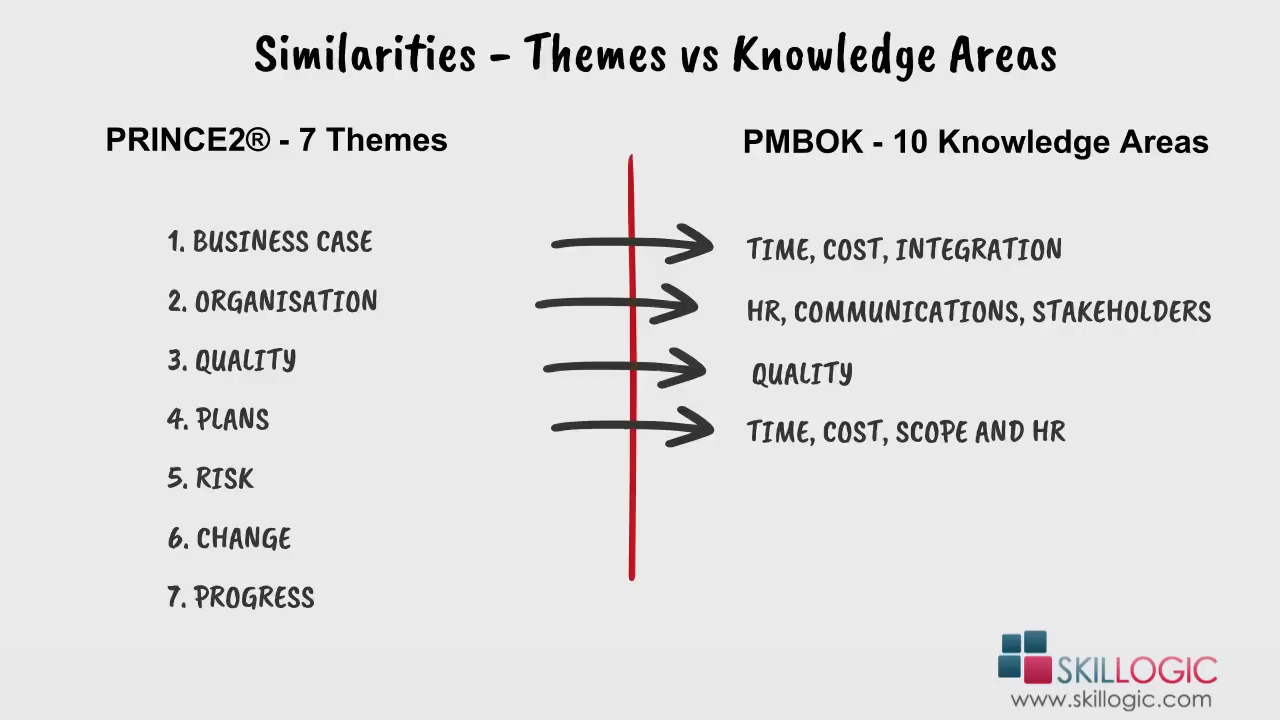 Similarities - Themes vs Knowledge Areas
PRINCE2® - 7 Themes
PMBOK - 10 Knowledge Areas
1. BUSINESS CASE
TIME, COST, INTEGRATION
2. ORGANISATION
HR, COMMUNICATIONS, STAKEHOLDERS
3. QUALITY
QUALITY
4. PLANS
TIME, COST, SCOPE AND HR
5. RISK
6. CHANGE
7. PROGRESS
SKILLOGIC
www.skillogic.com